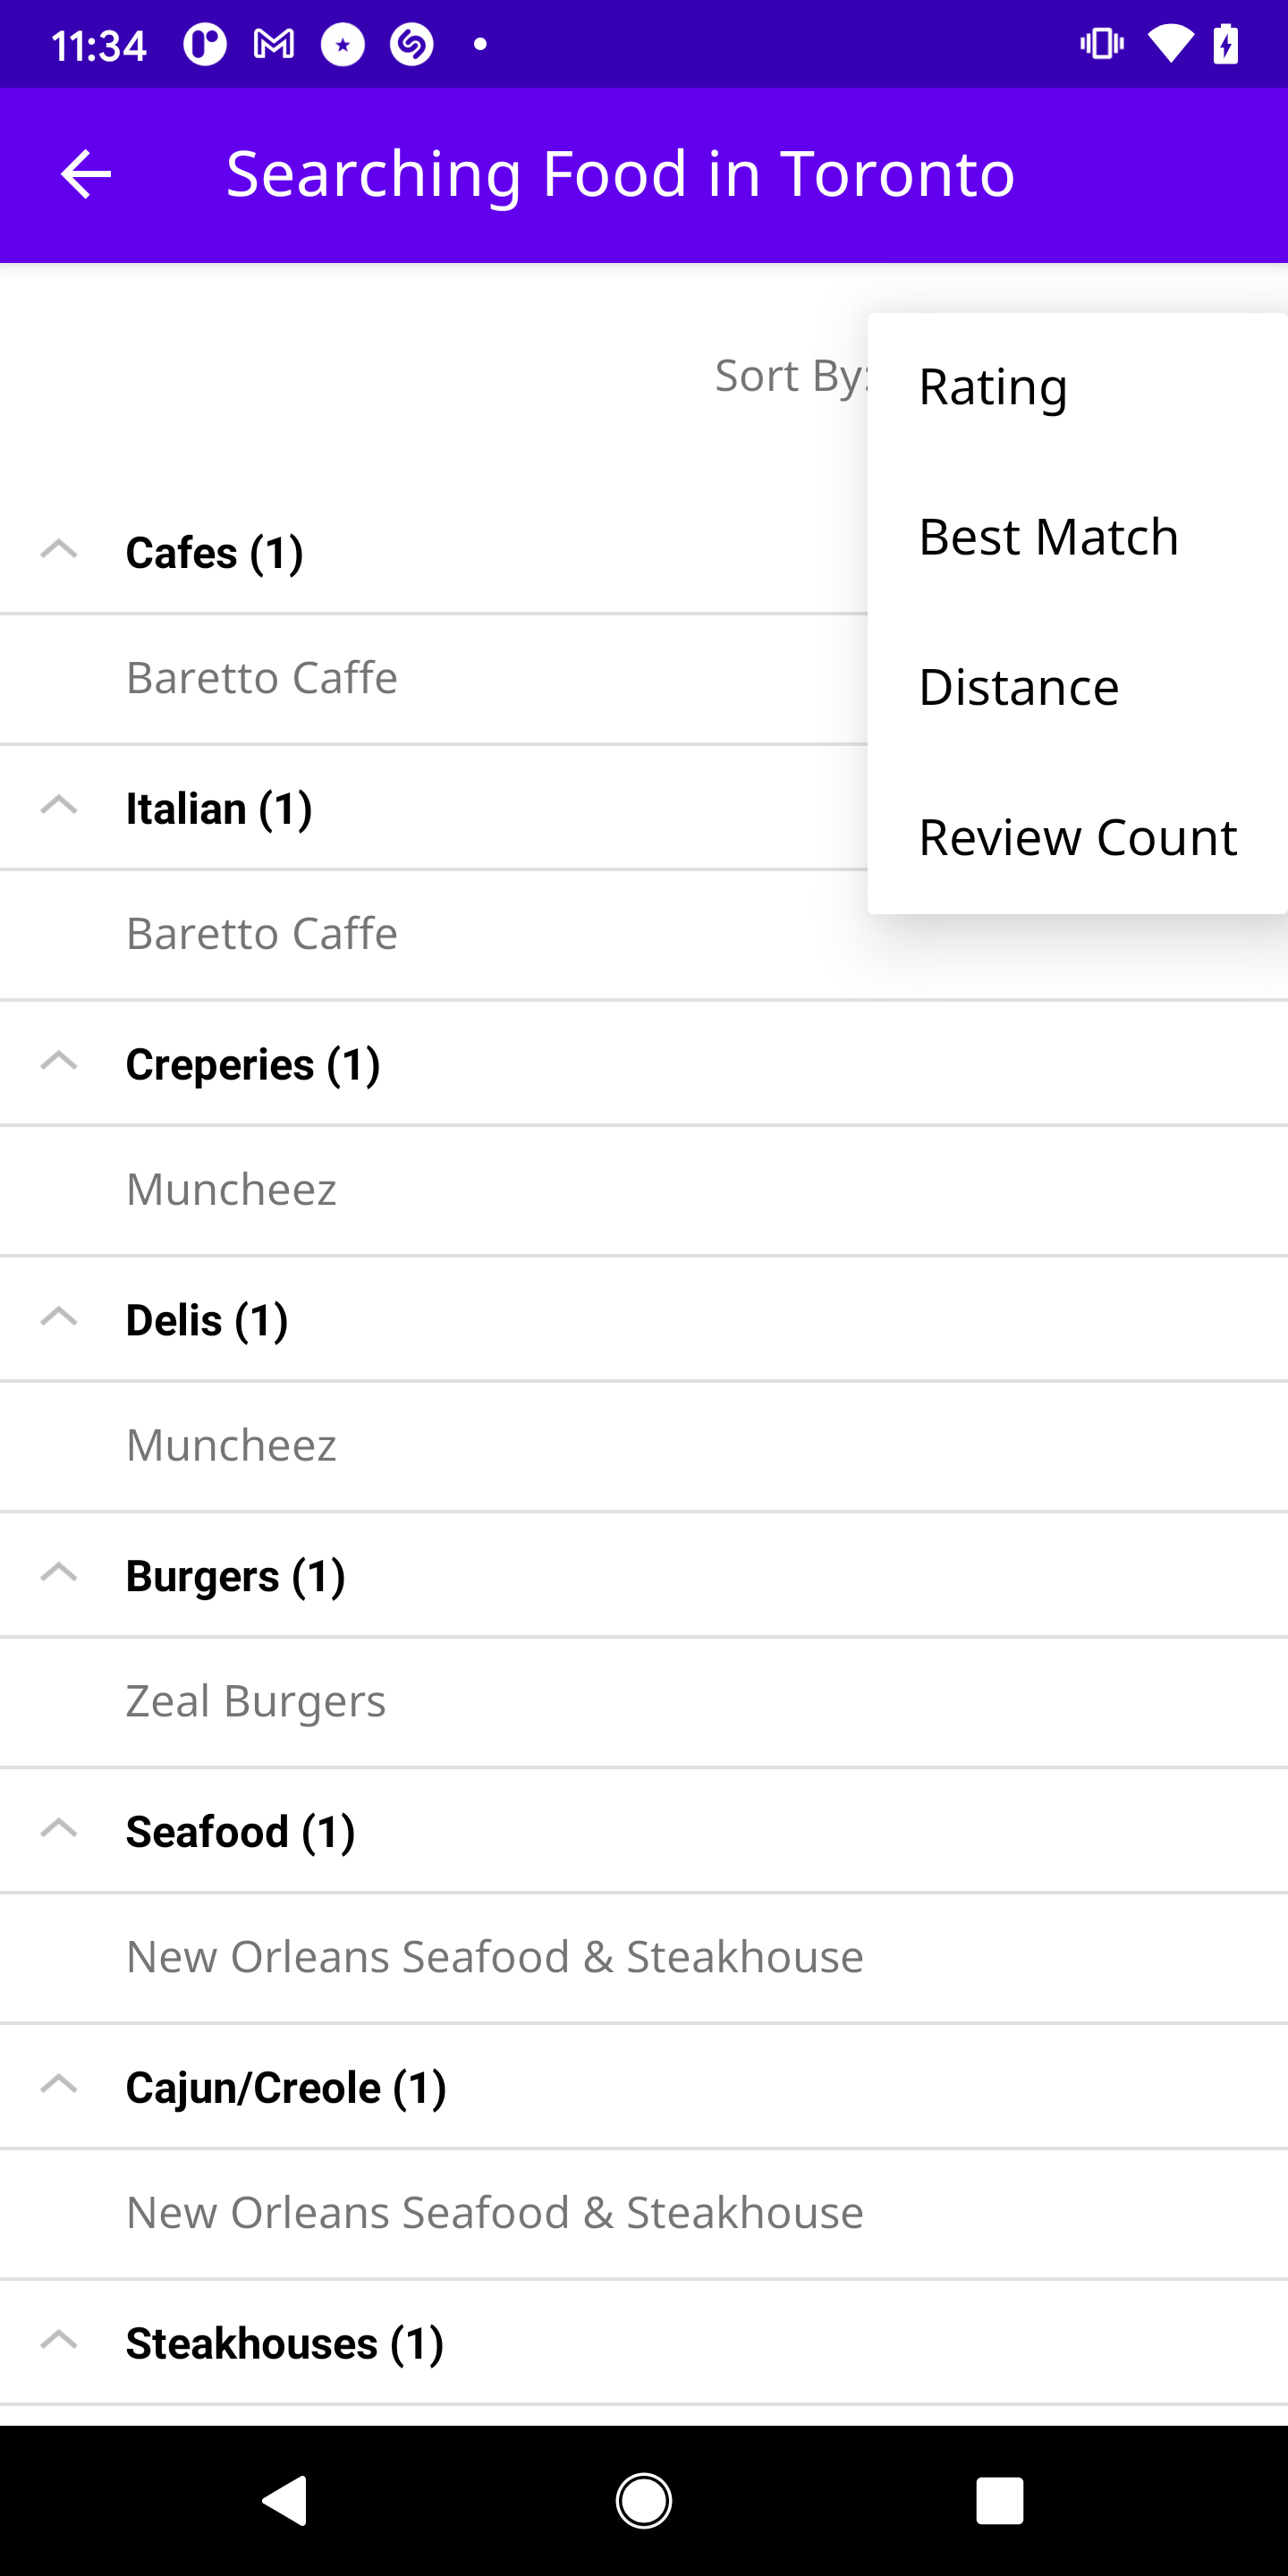 11:34
Searching Food in Toronto
Sort By:
Rating
Best Match
Distance
Review Count
Cafes (1)
Baretto Caffe
Italian (1)
Baretto Caffe
Creperies (1)
Muncheez
Delis (1)
Muncheez
Burgers (1)
Zeal Burgers
Seafood (1)
New Orleans Seafood & Steakhouse
Cajun/Creole (1)
New Orleans Seafood & Steakhouse
Steakhouses (1)